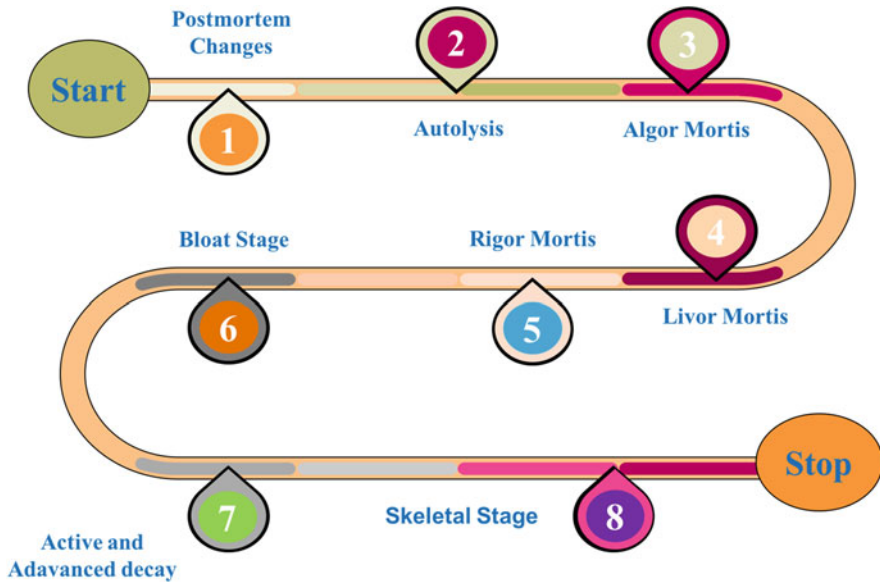 Postmortem
Changes
2
3
Start
1
Autolysis
Algor Mortis
Bloat Stage
Rigor Mortis
4
6
5
Livor Mortis
Stop
7
Skeletal Stage
8
Active and
Adavanced decay